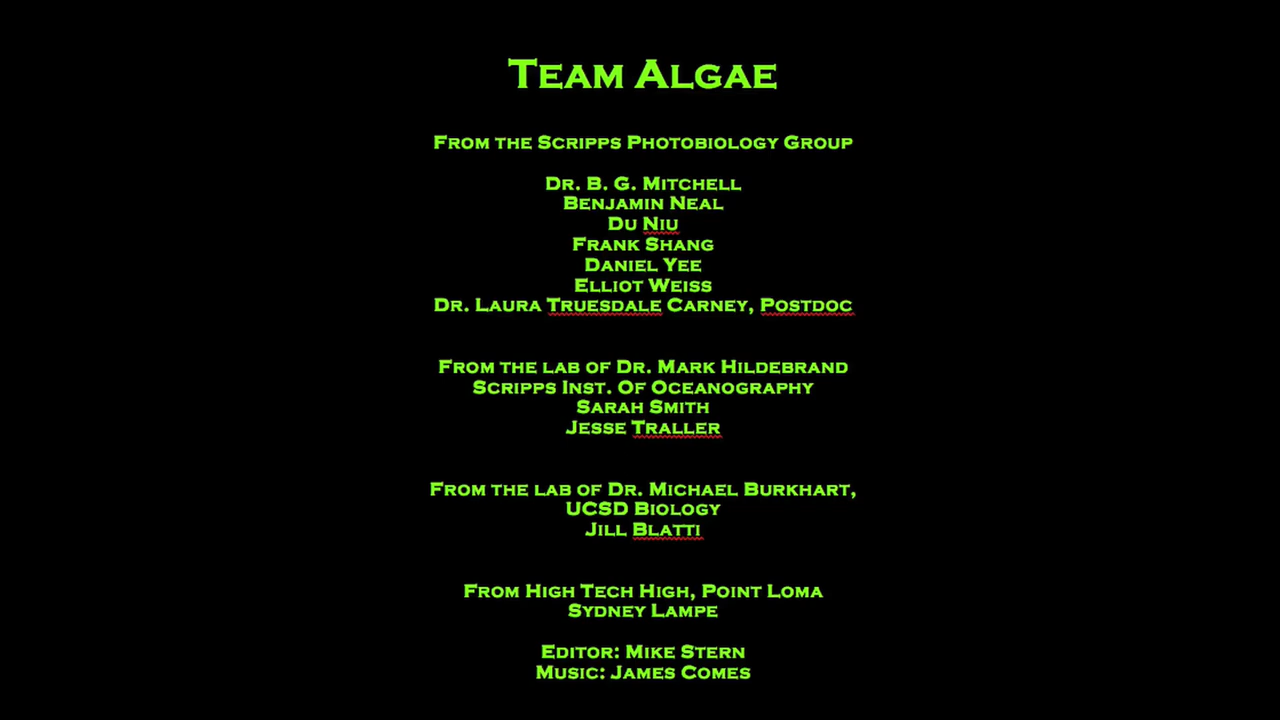 Team Algae
From the Scripps Photobiology Group
Dr. B. G. Mitchell
Benjamin Neal
Du Niu
Frank Shang
Daniel Yee
Elliot Weiss
Dr. Laura Truesdale Carney, Postdoc
From the lab of Dr. Mark Hildebrand
Scripps Inst. Of Oceanography
Sarah Smith
Jesse Traller
From the lab of Dr. Michael Burkhart,
UCSD Biology
Jill Blatti
From High Tech High, Point Loma
Sydney Lampe
Editor: Mike Stern
Music: James Comes